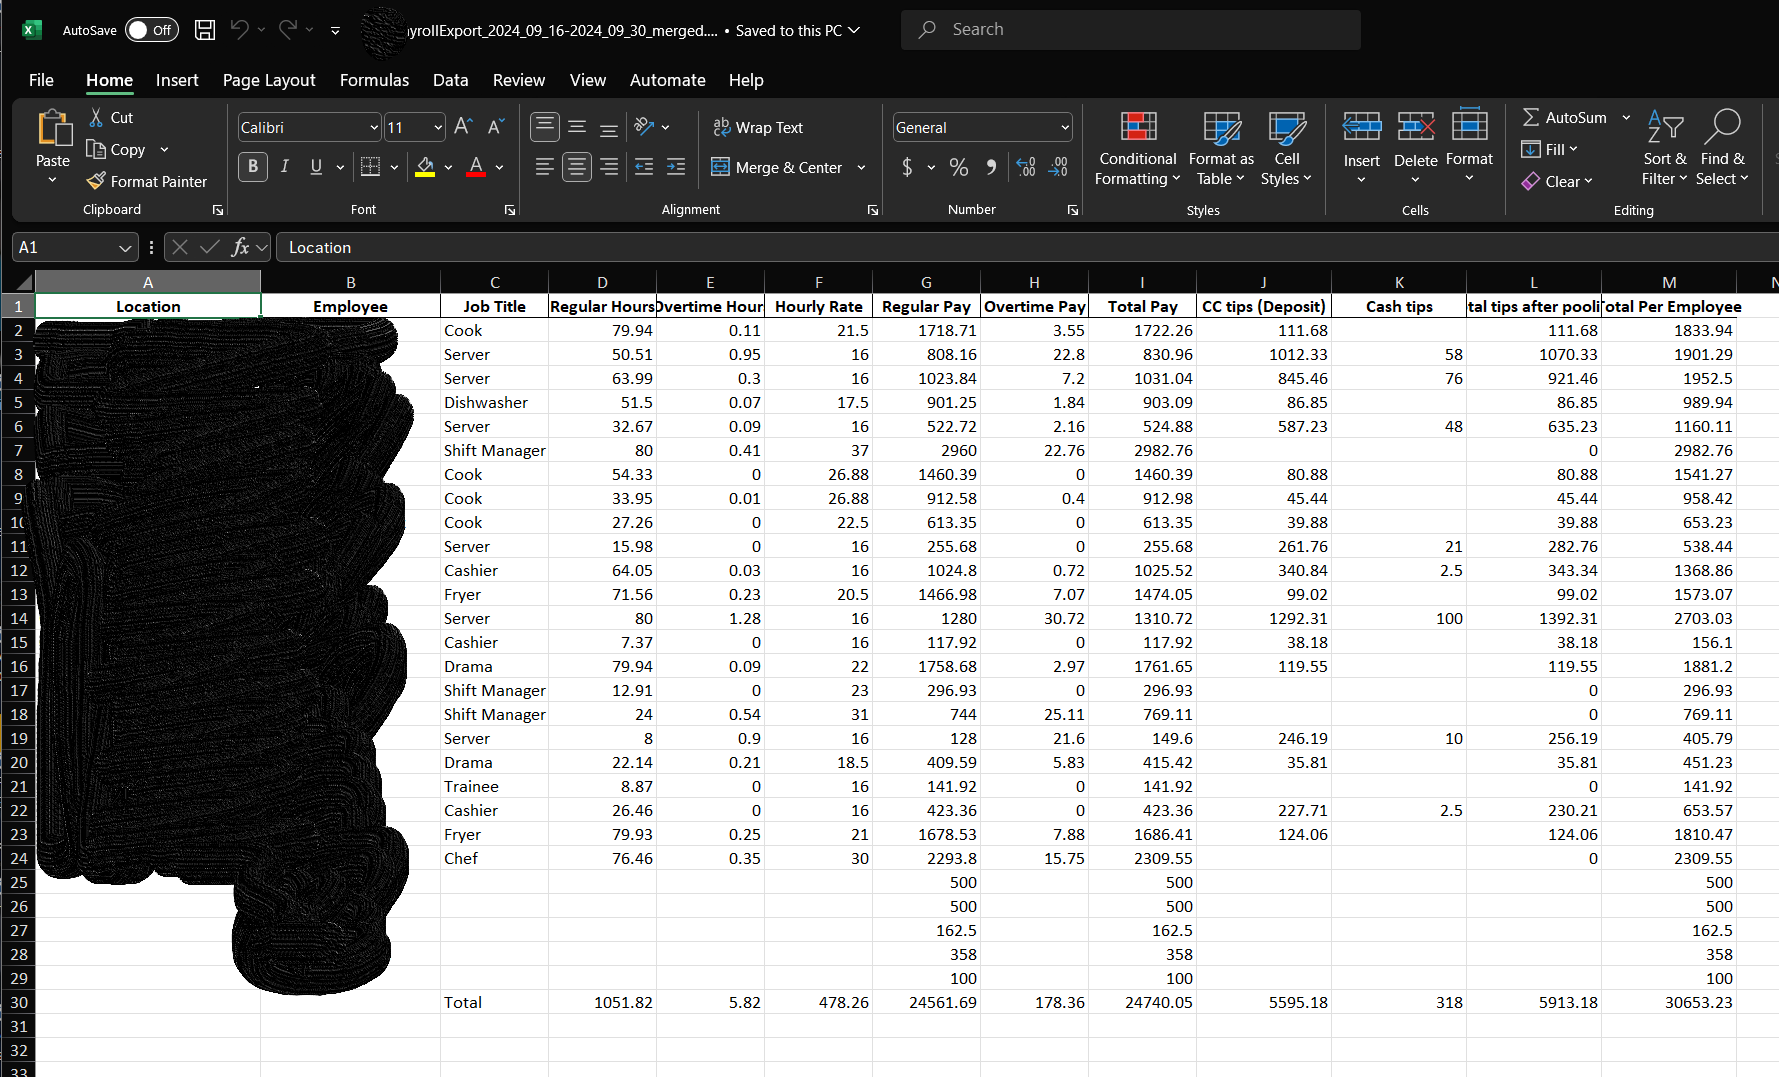 AutoSave Off yrollExport_2024_09_16-2024_09_30_merged.... • Saved to this PC Search
File Home Insert Page Layout Formulas Data Review View Automate Help
Paste Cut Copy Format Painter Clipboard
Calibri 11 B I U A Font
Wrap Text Merge & Center Alignment
General $ % Number
Conditional Formatting Format as Table Cell Styles Styles
Insert Delete Format Cells
AutoSum Fill Clear Sort & Filter Find & Select Editing
A1 fx Location
A B C D E F G H I J K L M
1 Location Employee Job Title Regular Hours Overtime Hour Hourly Rate Regular Pay Overtime Pay Total Pay CC tips (Deposit) Cash tips tal tips after pooli otal Per Employee
2 Cook 79.94 0.11 21.5 1718.71 3.55 1722.26 111.68 111.68 1833.94
3 Server 50.51 0.95 16 808.16 22.8 830.96 1012.33 58 1070.33 1901.29
4 Server 63.99 0.3 16 1023.84 7.2 1031.04 845.46 76 921.46 1952.5
5 Dishwasher 51.5 0.07 17.5 901.25 1.84 903.09 86.85 86.85 989.94
6 Server 32.67 0.09 16 522.72 2.16 524.88 587.23 48 635.23 1160.11
7 Shift Manager 80 0.41 37 2960 22.76 2982.76 0 2982.76
8 Cook 54.33 0 26.88 1460.39 0 1460.39 80.88 80.88 1541.27
9 Cook 33.95 0.01 26.88 912.58 0.4 912.98 45.44 45.44 958.42
10 Cook 27.26 0 22.5 613.35 0 613.35 39.88 39.88 653.23
11 Server 15.98 0 16 255.68 0 255.68 261.76 21 282.76 538.44
12 Cashier 64.05 0.03 16 1024.8 0.72 1025.52 340.84 2.5 343.34 1368.86
13 Fryer 71.56 0.23 20.5 1466.98 7.07 1474.05 99.02 99.02 1573.07
14 Server 80 1.28 16 1280 30.72 1310.72 1292.31 100 1392.31 2703.03
15 Cashier 7.37 0 16 117.92 0 117.92 38.18 38.18 156.1
16 Drama 79.94 0.09 22 1758.68 2.97 1761.65 119.55 119.55 1881.2
17 Shift Manager 12.91 0 23 296.93 0 296.93 0 296.93
18 Shift Manager 24 0.54 31 744 25.11 769.11 0 769.11
19 Server 8 0.9 16 128 21.6 149.6 246.19 10 256.19 405.79
20 Drama 22.14 0.21 18.5 409.59 5.83 415.42 35.81 35.81 451.23
21 Trainee 8.87 0 16 141.92 0 141.92 0 141.92
22 Cashier 26.46 0 16 423.36 0 423.36 227.71 2.5 230.21 653.57
23 Fryer 79.93 0.25 21 1678.53 7.88 1686.41 124.06 124.06 1810.47
24 Chef 76.46 0.35 30 2293.8 15.75 2309.55 0 2309.55
25 500 500 500
26 500 500 500
27 162.5 162.5 162.5
28 358 358 358
29 100 100 100
30 Total 1051.82 5.82 478.26 24561.69 178.36 24740.05 5595.18 318 5913.18 30653.23
31
32
33